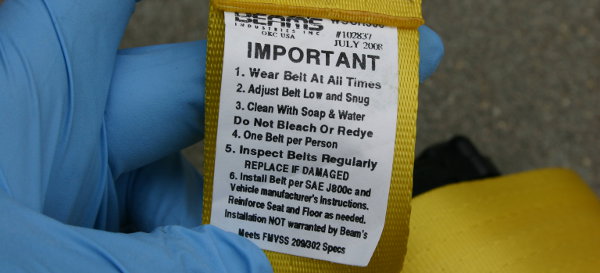 BEAMS
INDUSTRIES INC
OKC USA
#102837
JULY 2008
IMPORTANT
1. Wear Belt At All Times
2. Adjust Belt Low and Snug
3. Clean With Soap & Water
Do Not Bleach Or Redye
4. One Belt per Person
5. Inspect Belts Regularly
REPLACE IF DAMAGED
6. Install Belt per SAE J800c and
Vehicle manufacturer's Instructions.
Reinforce Seat and Floor as needed.
Installation NOT warranted by Beam's
Meets FMVSS 209/302 Specs